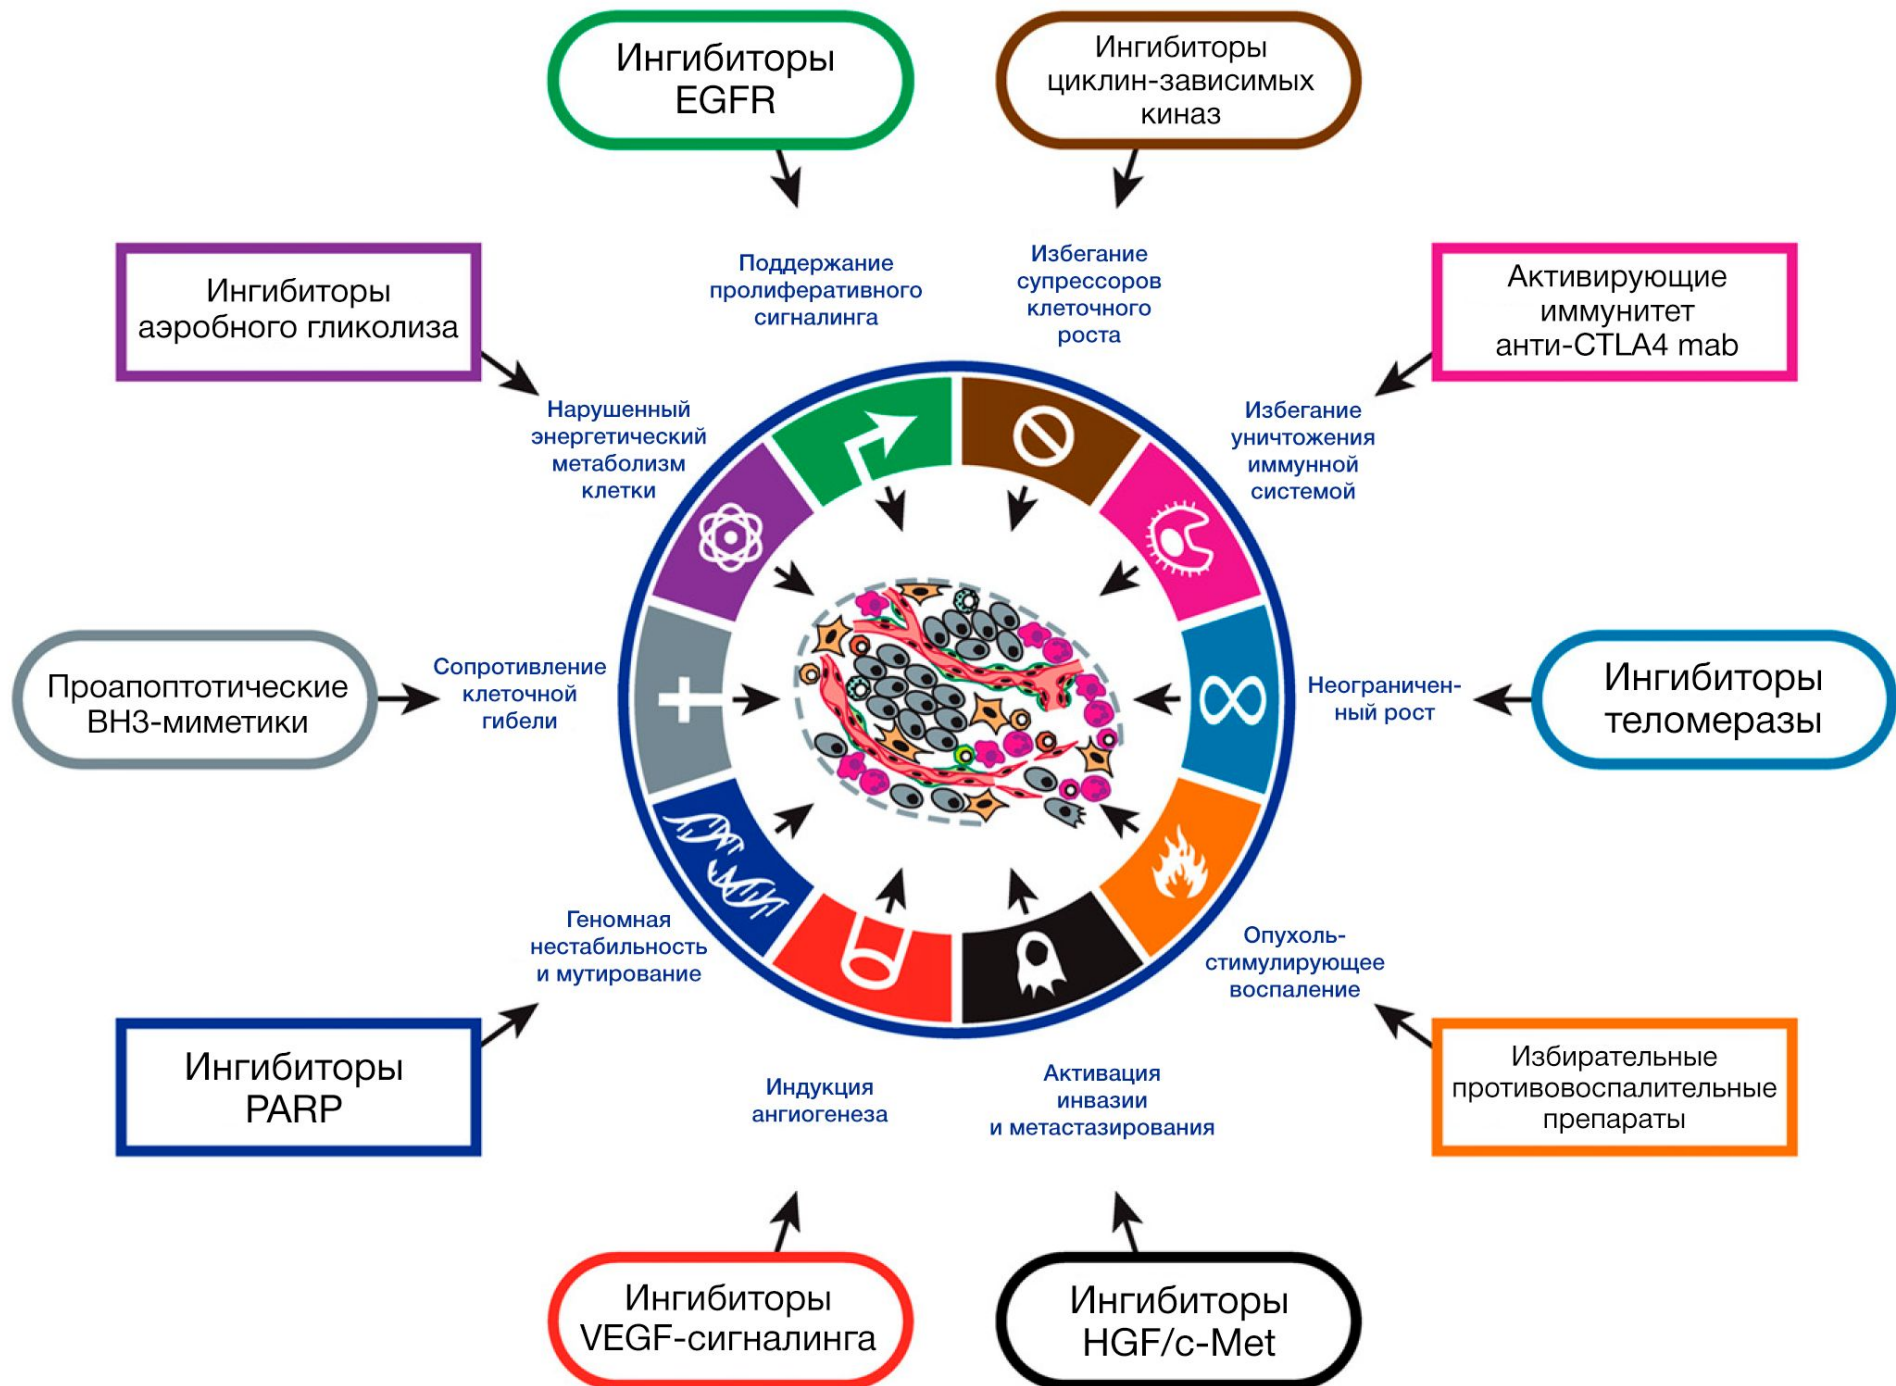 Ингибиторы
EGFR
Ингибиторы
циклин-зависимых
киназ
Ингибиторы
аэробного гликолиза
Поддержание
пролиферативного
сигналинга
Избегание
супрессоров
клеточного
роста
Активирующие
иммунитет
анти-CTLA4 mab
Нарушенный
энергетический
метаболизм
клетки
Избегание
уничтожения
иммунной
системой
Проапоптотические
BH3-миметики
Сопротивление
клеточной
гибели
Неограничен-
ный рост
Ингибиторы
теломеразы
Геномная
нестабильность
и мутирование
Опухоль-
стимулирующее
воспаление
Ингибиторы
PARP
Индукция
ангиогенеза
Активация
инвазии
и метастазирования
Избирательные
противовоспалительные
препараты
Ингибиторы
VEGF-сигналинга
Ингибиторы
HGF/c-Met